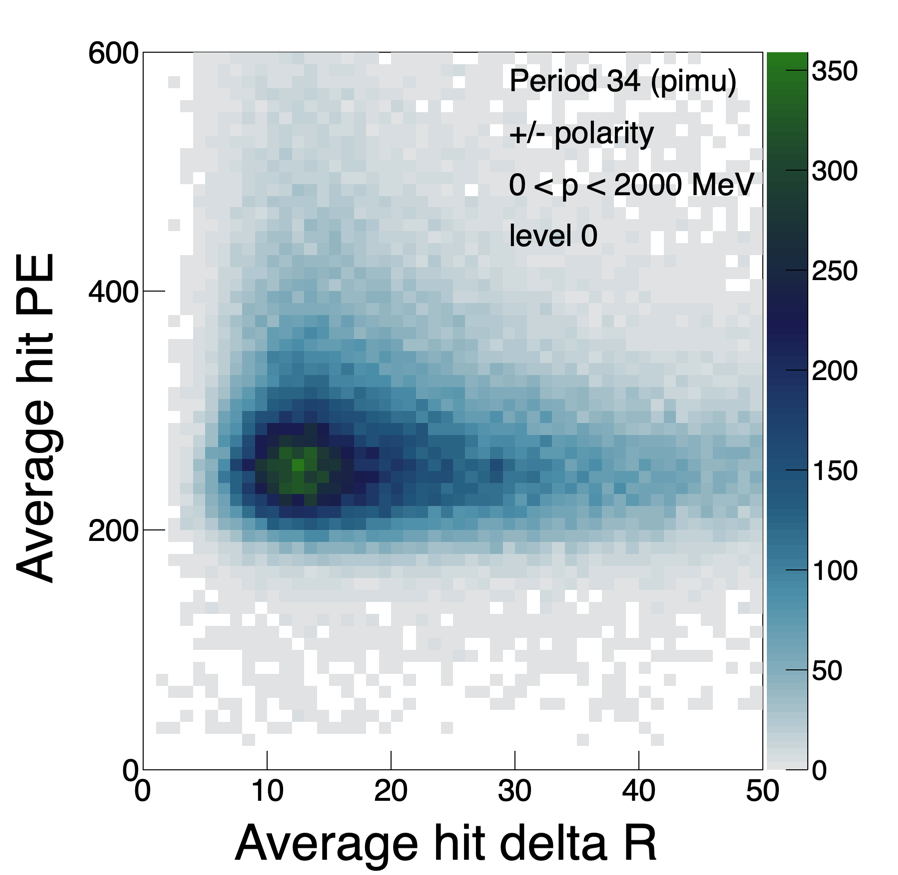 Period 34 (pimu)
+/- polarity
0 < p < 2000 MeV
level 0
Average hit PE
600
400
200
0
0 10 20 30 40 50
Average hit delta R
350
300
250
200
150
100
50
0